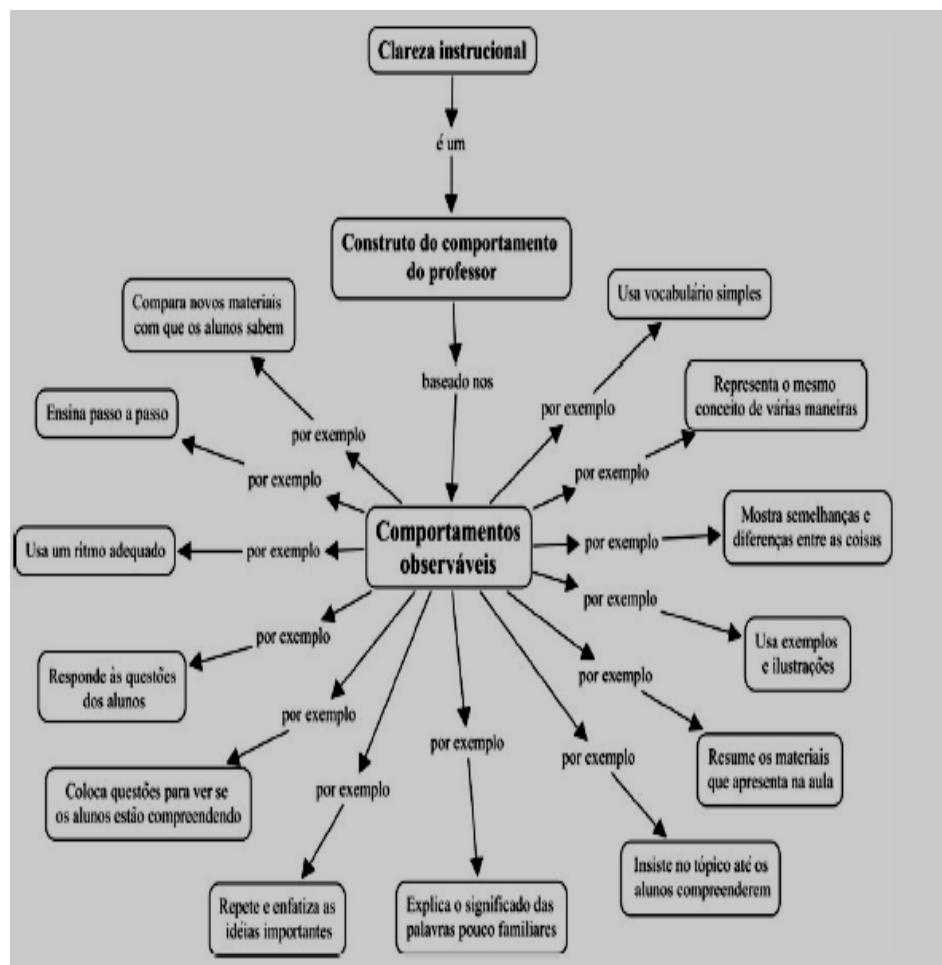 Clareza instrucional
é um
Construto do comportamento
do professor
baseado nos
Comportamentos
observáveis
por exemplo
Usa vocabulário simples
por exemplo
Representa o mesmo
conceito de várias maneiras
por exemplo
Mostra semelhanças e
diferenças entre as coisas
por exemplo
Usa exemplos
e ilustrações
por exemplo
Resume os materiais
que apresenta na aula
por exemplo
Insiste no tópico até os
alunos compreenderem
por exemplo
Explica o significado das
palavras pouco familiares
por exemplo
Repete e enfatiza as
idéias importantes
por exemplo
Coloca questões para ver se
os alunos estão compreendendo
por exemplo
Responde às questões
dos alunos
por exemplo
Usa um ritmo adequado
por exemplo
Ensina passo a passo
por exemplo
Compara novos materiais
com que os alunos sabem